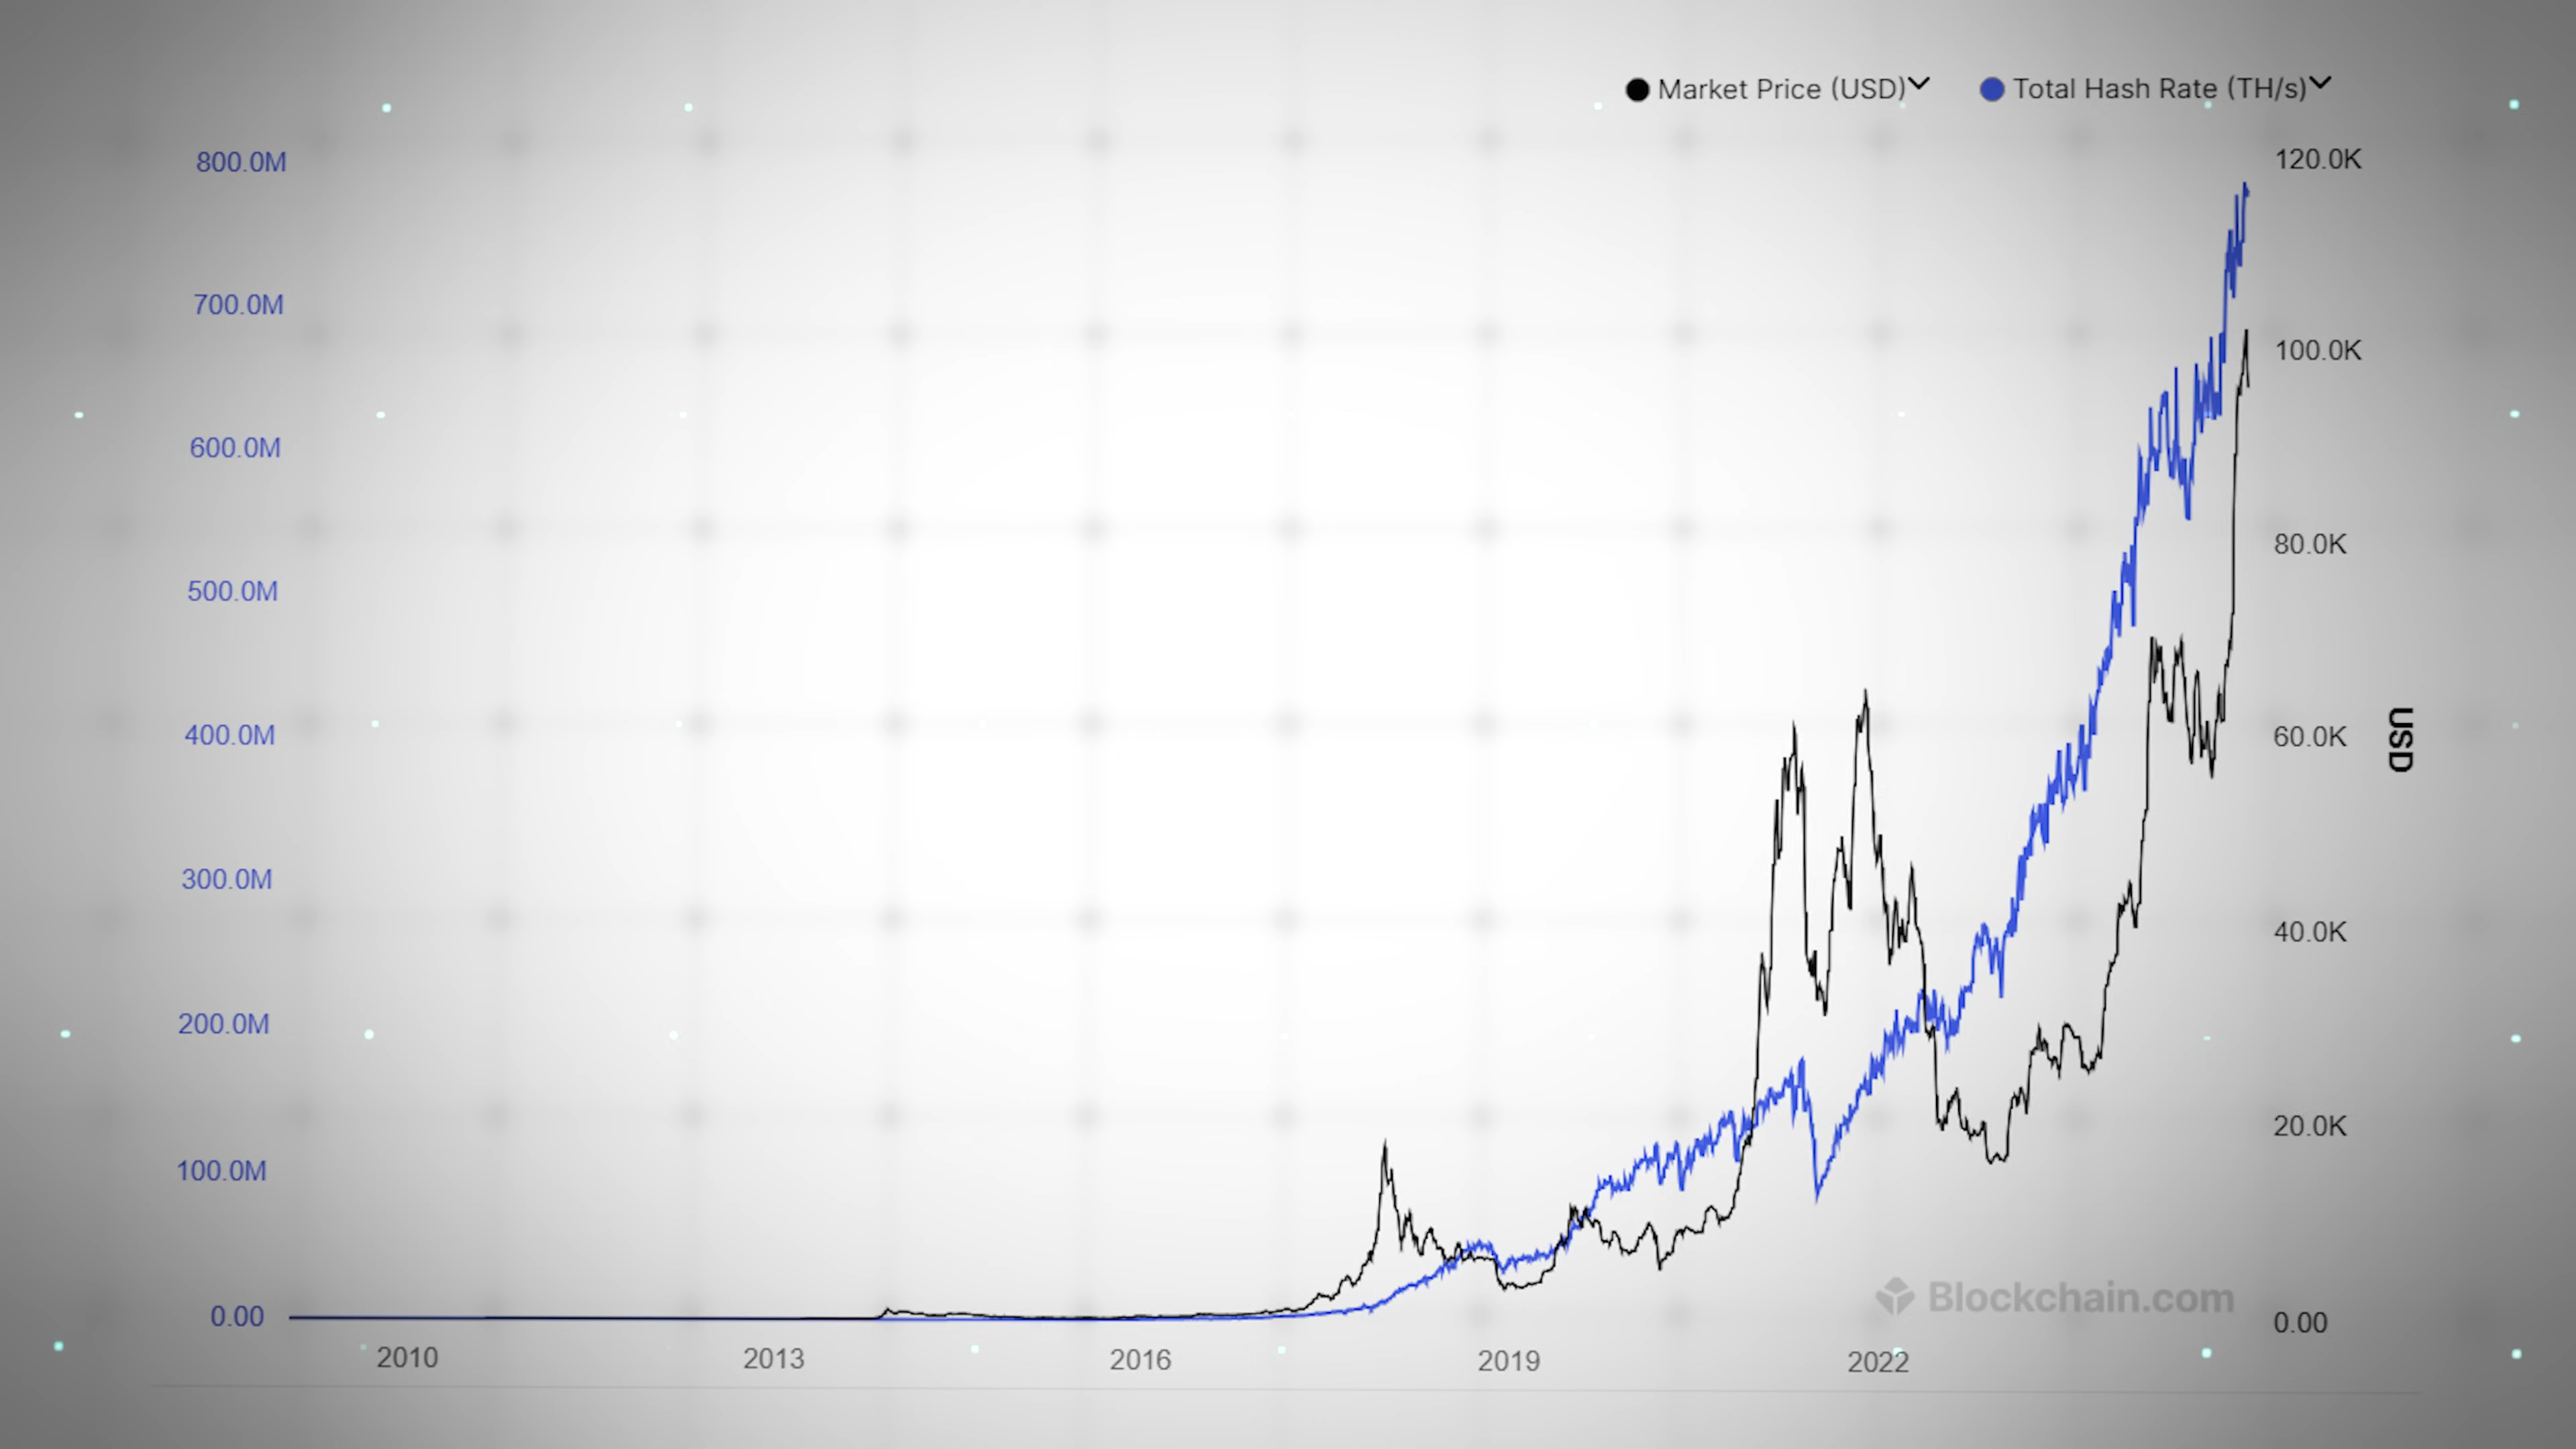 Market Price (USD)
Total Hash Rate (TH/s)
800.0M
700.0M
600.0M
500.0M
400.0M
300.0M
200.0M
100.0M
0.00
120.0K
100.0K
80.0K
60.0K
40.0K
20.0K
0.00
USD
Blockchain.com
2010
2013
2016
2019
2022